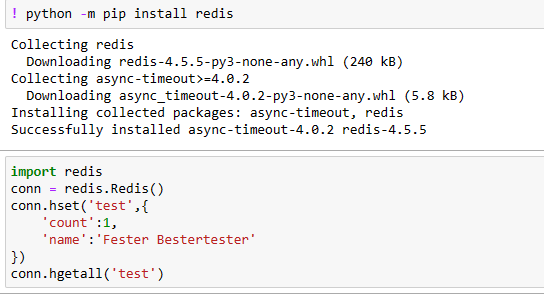 ! python -m pip install redis
Collecting redis
  Downloading redis-4.5.5-py3-none-any.whl (240 kB)
Collecting async-timeout>=4.0.2
  Downloading async_timeout-4.0.2-py3-none-any.whl (5.8 kB)
Installing collected packages: async-timeout, redis
Successfully installed async-timeout-4.0.2 redis-4.5.5
import redis
conn = redis.Redis()
conn.hset('test',{
    'count':1,
    'name':'Fester Bestertester'
})
conn.hgetall('test')